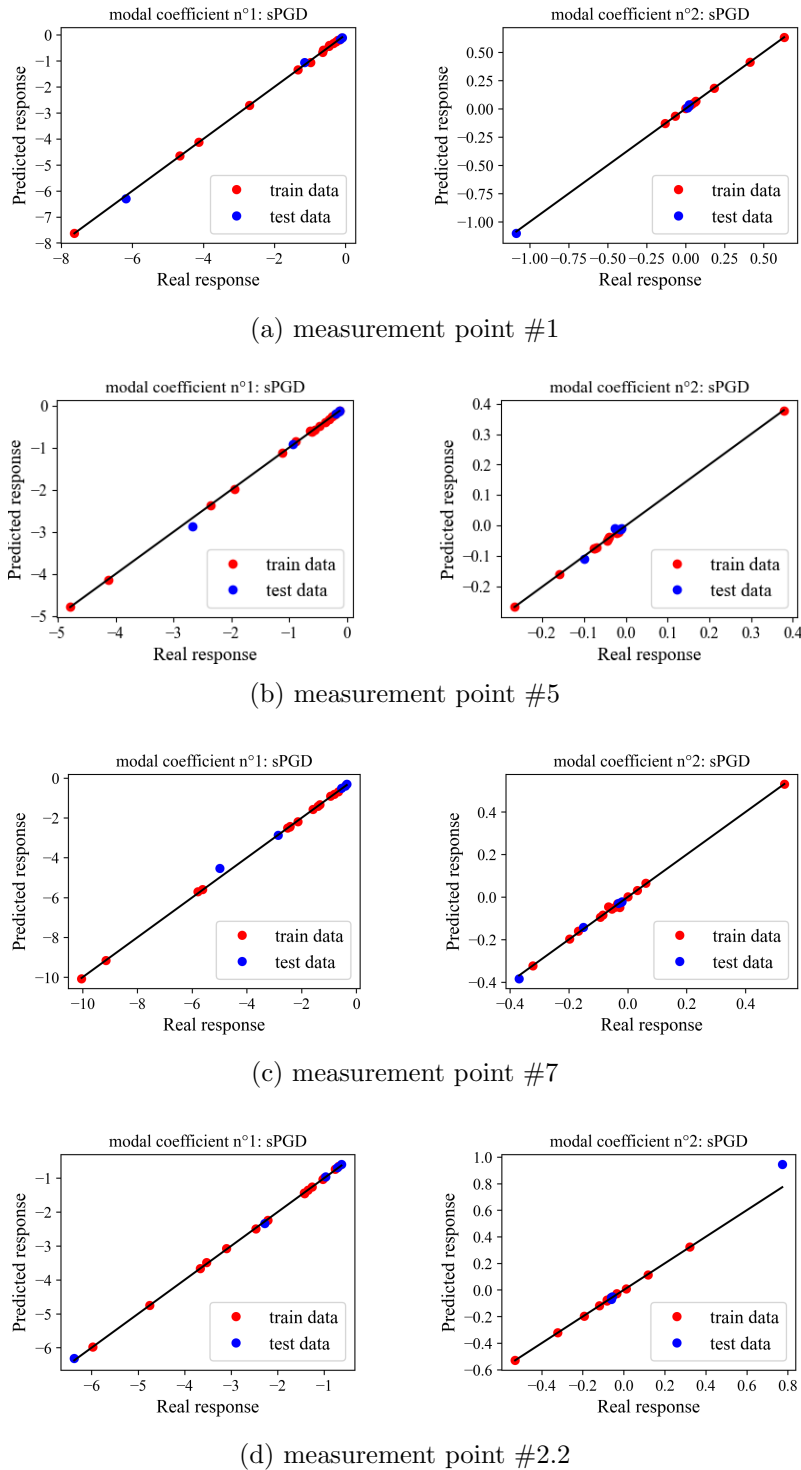 modal coefficient n°1: sPGD
Predicted response
0
−1
−2
−3
−4
−5
−6
−7
−8
train data
test data
−8
−6
−4
−2
0
Real response
modal coefficient n°2: sPGD
Predicted response
0.50
0.25
0.00
−0.25
−0.50
−0.75
−1.00
train data
test data
−1.00
−0.75
−0.50
−0.25
0.00
0.25
0.50
Real response
(a) measurement point #1
modal coefficient n°1: sPGD
Predicted response
0
−1
−2
−3
−4
−5
train data
test data
−5
−4
−3
−2
−1
0
Real response
modal coefficient n°2: sPGD
Predicted response
0.4
0.3
0.2
0.1
0.0
−0.1
−0.2
train data
test data
−0.2
−0.1
0.0
0.1
0.2
0.3
0.4
Real response
(b) measurement point #5
modal coefficient n°1: sPGD
Predicted response
0
−2
−4
−6
−8
−10
train data
test data
−10
−8
−6
−4
−2
0
Real response
modal coefficient n°2: sPGD
Predicted response
0.4
0.2
0.0
−0.2
−0.4
train data
test data
−0.4
−0.2
0.0
0.2
0.4
Real response
(c) measurement point #7
modal coefficient n°1: sPGD
Predicted response
−1
−2
−3
−4
−5
−6
train data
test data
−6
−5
−4
−3
−2
−1
Real response
modal coefficient n°2: sPGD
Predicted response
1.0
0.8
0.6
0.4
0.2
0.0
−0.2
−0.4
−0.6
train data
test data
−0.4
−0.2
0.0
0.2
0.4
0.6
0.8
Real response
(d) measurement point #2.2